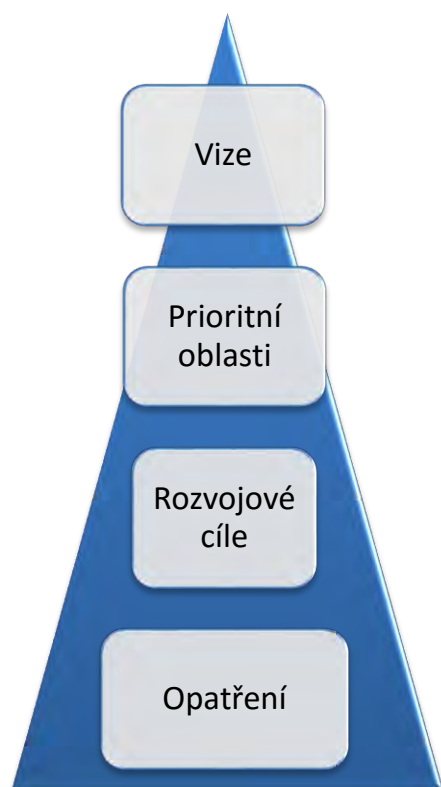 Vize
Prioritní
oblasti
Rozvojové
cíle
Opatření